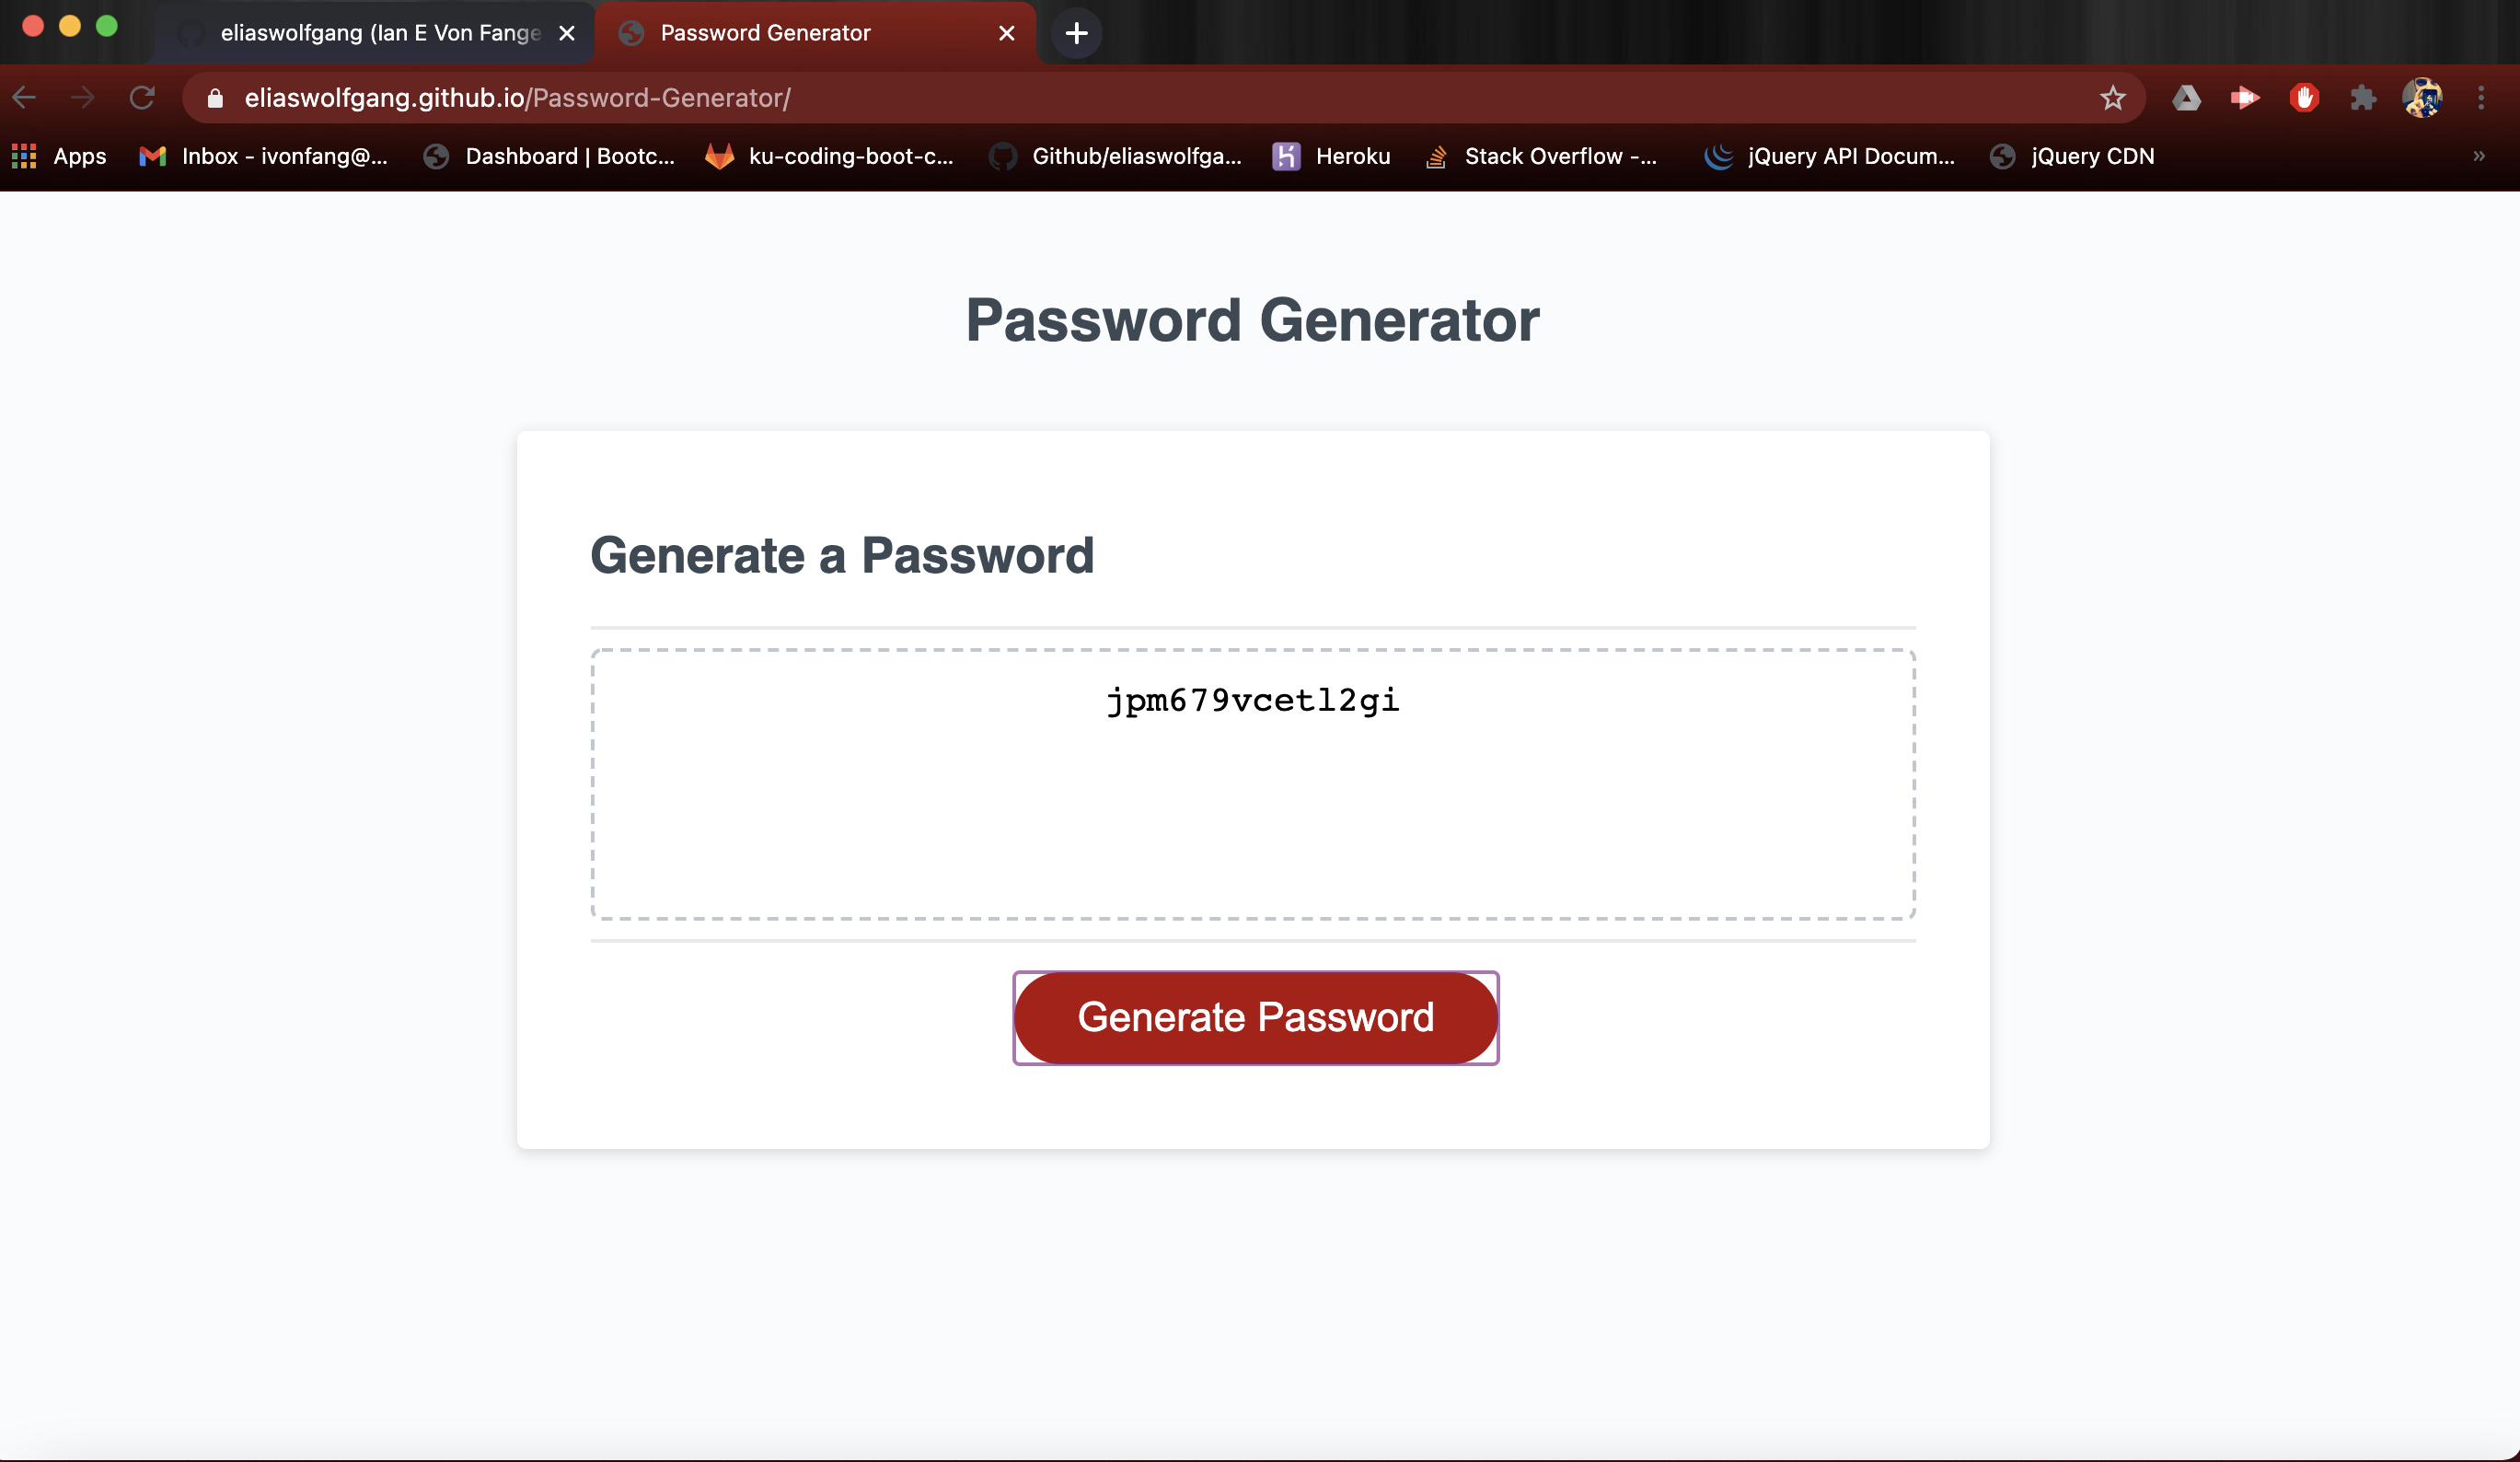 eliaswolfgang (Ian E Von Fange
Password Generator
eliaswolfgang.github.io/Password-Generator/
Apps
Inbox - ivonfang@...
Dashboard | Bootc...
ku-coding-boot-c...
Github/eliaswolfga...
Heroku
Stack Overflow -...
jQuery API Docum...
jQuery CDN
»
Password Generator
Generate a Password
jpm679vcetl2gi
Generate Password